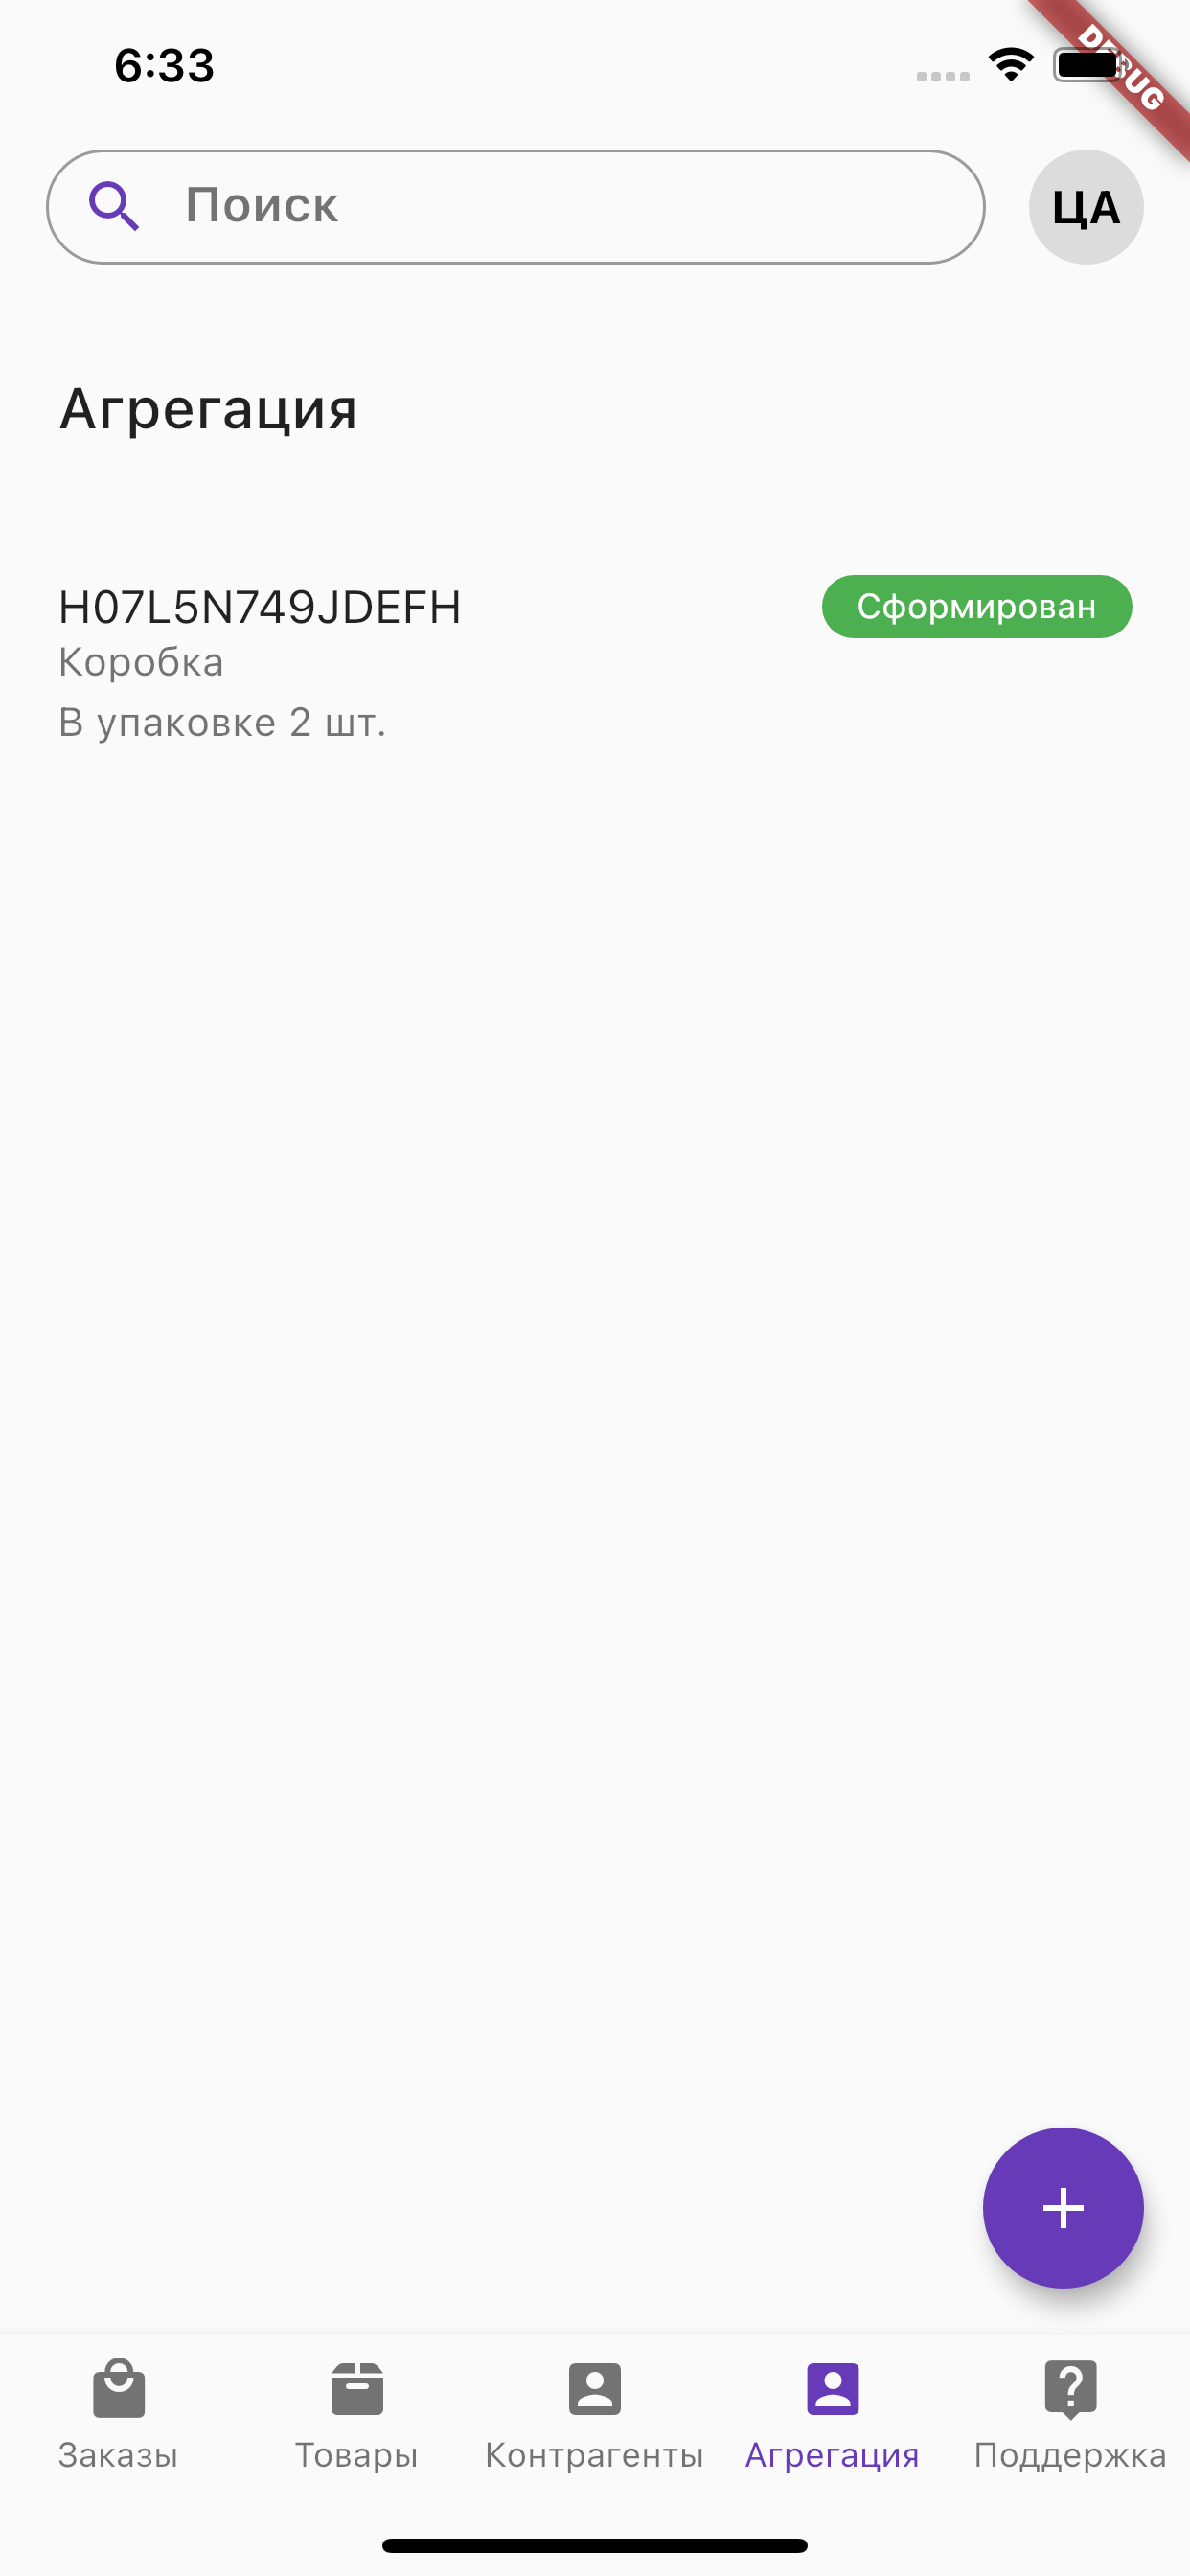 6:33
DEBUG
Поиск
ЦА
Агрегация
H07L5N749JDEFH
Сформирован
Коробка
В упаковке 2 шт.
Заказы
Товары
Контрагенты
Агрегация
Поддержка